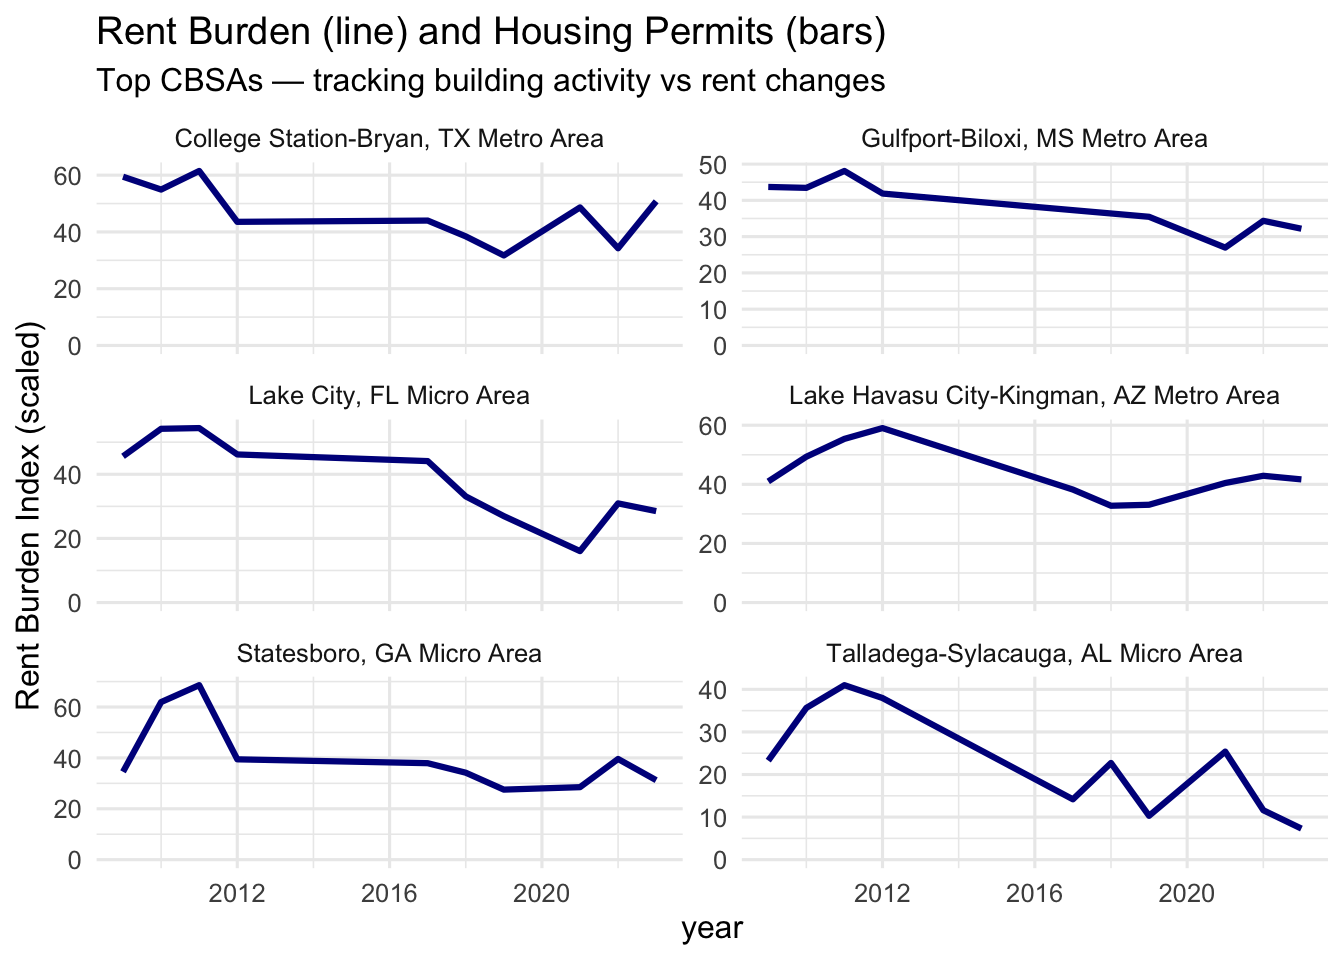 Rent Burden (line) and Housing Permits (bars)
Top CBSAs — tracking building activity vs rent changes
Rent Burden Index (scaled)
College Station-Bryan, TX Metro Area
60
40
20
0
Gulfport-Biloxi, MS Metro Area
50
40
30
20
10
0
Lake City, FL Micro Area
40
20
0
Lake Havasu City-Kingman, AZ Metro Area
60
40
20
0
Statesboro, GA Micro Area
60
40
20
0
Talladega-Sylacauga, AL Micro Area
40
30
20
10
0
2012 2016 2020
2012 2016 2020
year